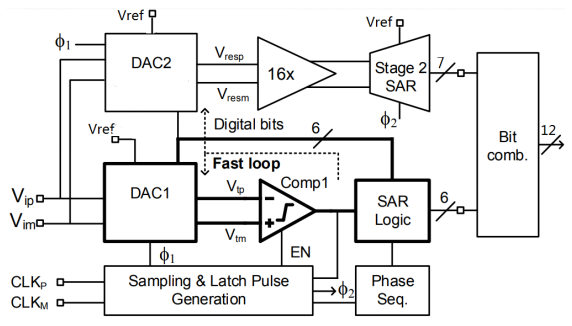 Vref
Vref
ϕ1
DAC2
Vresp
Vresm
16x
Stage 2
SAR
7
ϕ2
Bit
comb.
12
Digital bits
6
Vref
Fast loop
DAC1
Vip
Vim
Vtp
Vtm
Comp1
SAR
Logic
6
ϕ1
EN
CLKP
CLKM
Sampling & Latch Pulse
Generation
ϕ2
Phase
Seq.